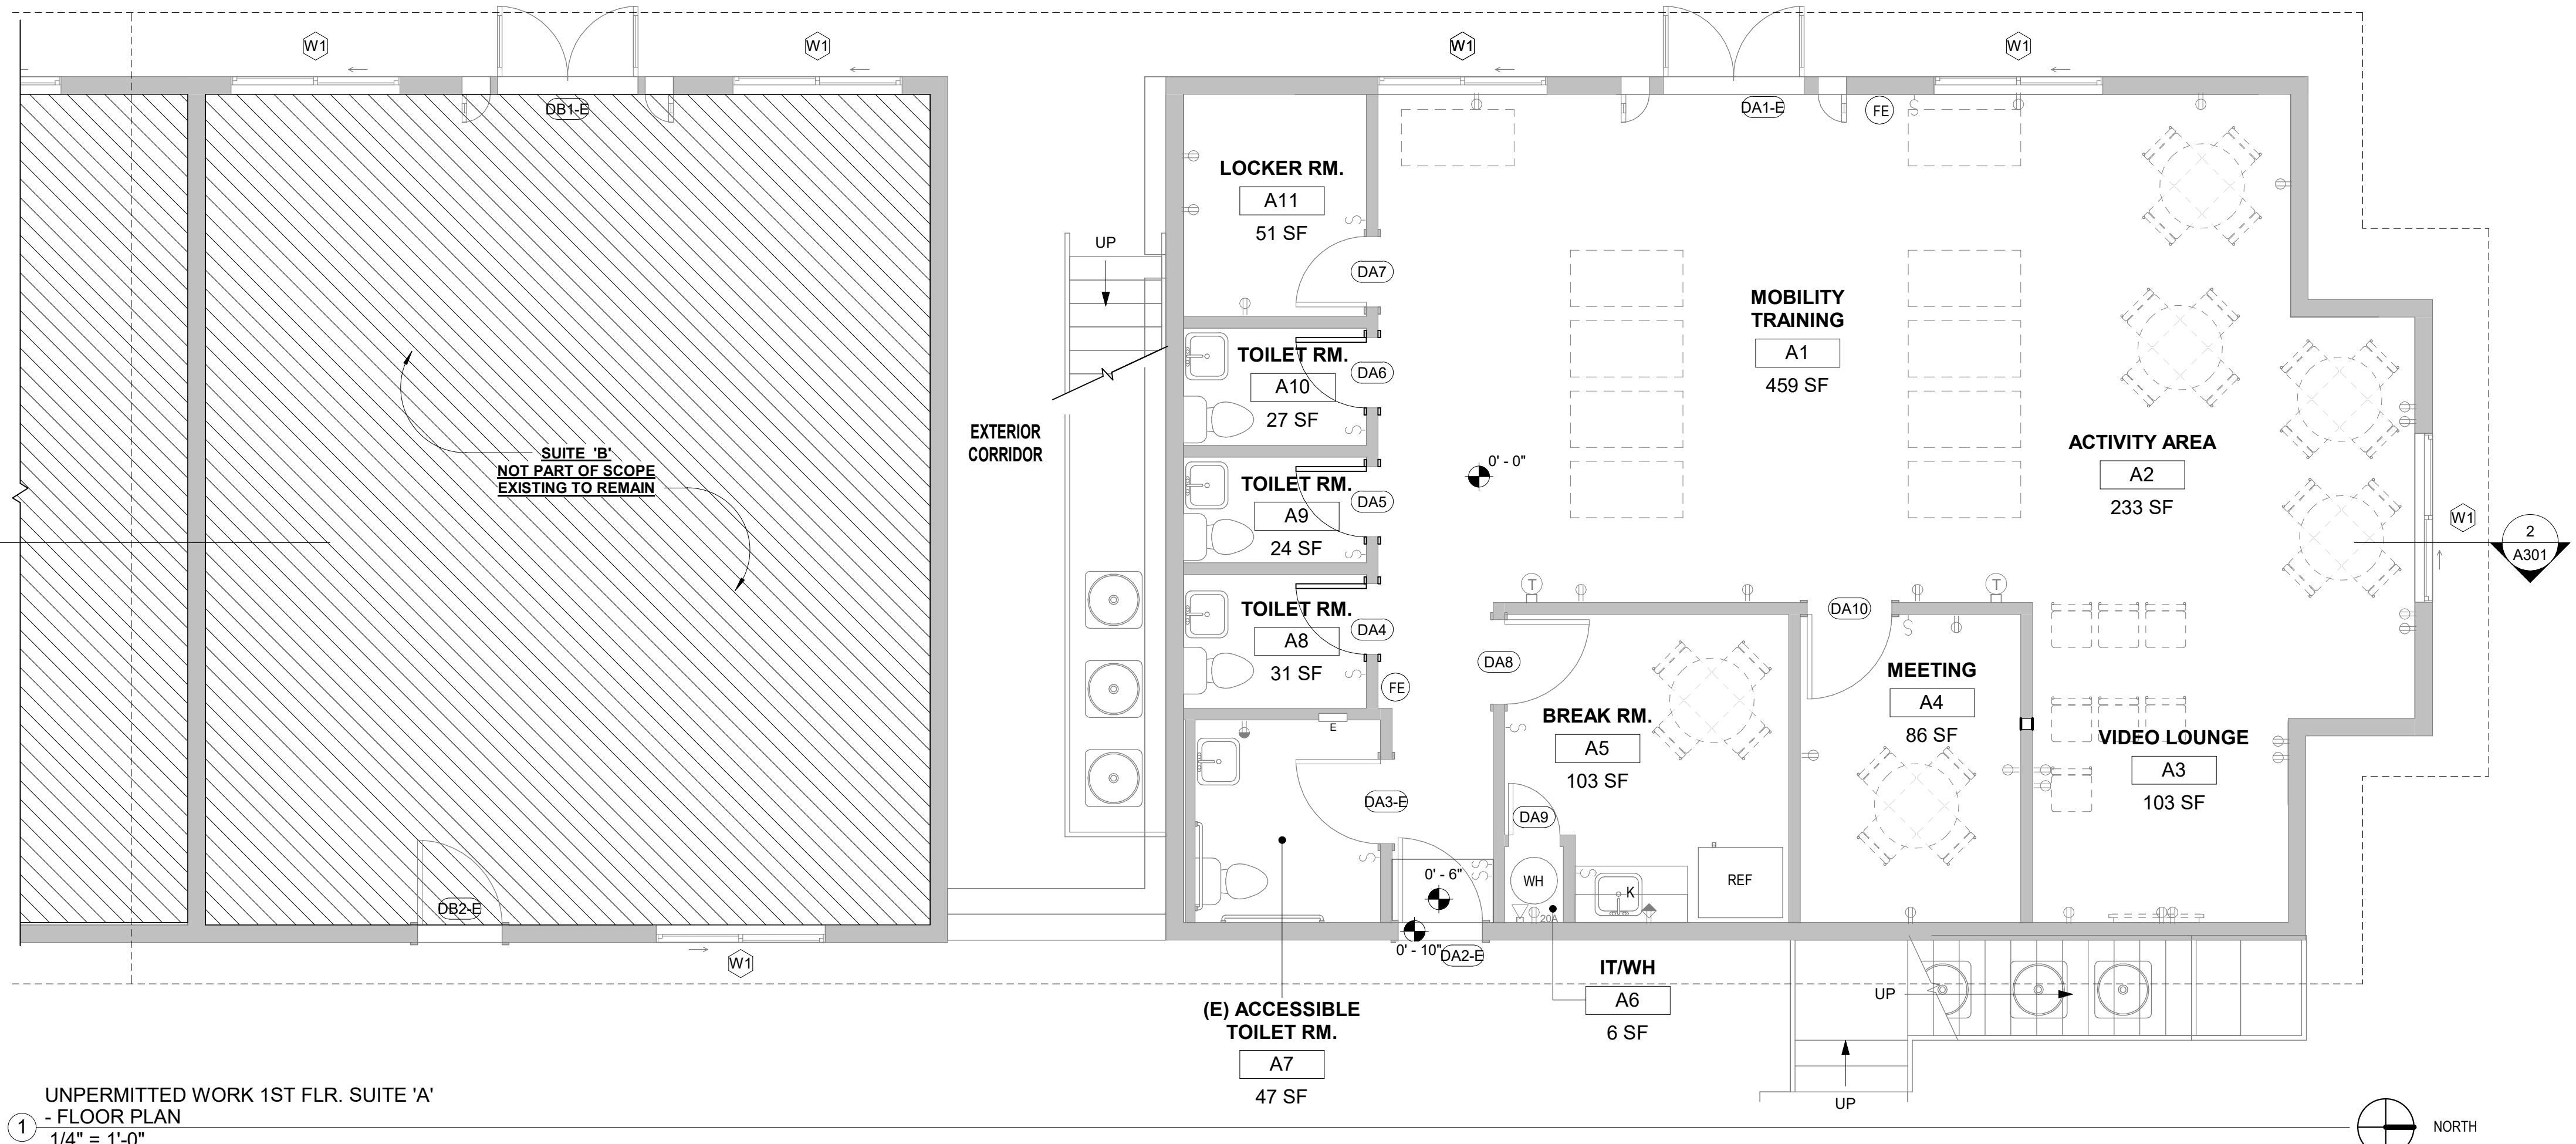 W1
W1
W1
W1
DB1-E
DA1-E
FE
LOCKER RM.
A11
51 SF
UP
DA7
MOBILITY
TRAINING
A1
459 SF
TOILET RM.
A10
27 SF
DA6
EXTERIOR
CORRIDOR
SUITE 'B'
NOT PART OF SCOPE
EXISTING TO REMAIN
0' - 0"
ACTIVITY AREA
A2
233 SF
TOILET RM.
A9
24 SF
DA5
W1
2
A301
T
T
TOILET RM.
A8
31 SF
DA4
DA10
DA8
FE
MEETING
A4
86 SF
BREAK RM.
A5
103 SF
VIDEO LOUNGE
A3
103 SF
E
DA3-E
DA9
WH
K
REF
20A
0' - 6"
0' - 10"
DA2-E
DB2-E
W1
IT/WH
A6
6 SF
UP
UP
(E) ACCESSIBLE
TOILET RM.
A7
47 SF
UNPERMITTED WORK 1ST FLR. SUITE 'A'
- FLOOR PLAN
1
1/4" = 1'-0"
NORTH